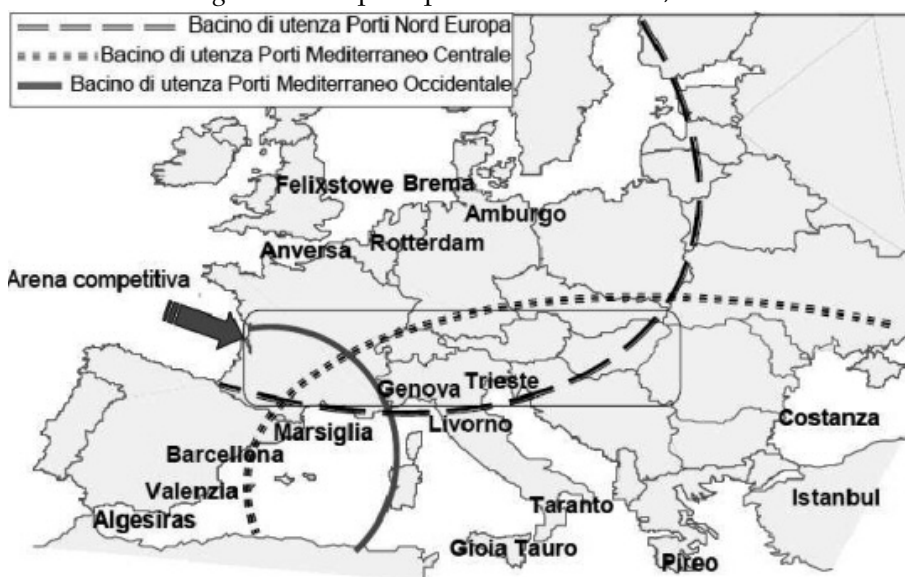 Bacino di utenza Porti Nord Europa
Bacino di utenza Porti Mediterraneo Centrale
Bacino di utenza Porti Mediterraneo Occidentale
Felixstowe Brema
Amburgo
Anversa Rotterdam
Arena competitiva
Genova Trieste
Marsiglia Livorno
Costanza
Barcellona
Valenzia
Istanbul
Algesiras
Taranto
Gioia Tauro
Pireo